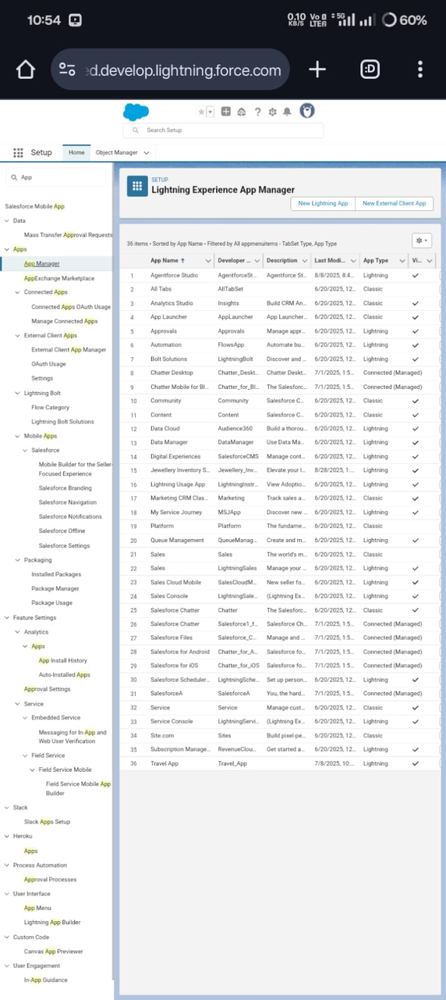 10:54
0.10 KB/S Vo LTE 5G 60%
ed.develop.lightning.force.com
:D
Search Setup
Setup Home Object Manager
App
Salesforce Mobile App
Data
Mass Transfer Approval Requests
Apps
App Manager
AppExchange Marketplace
Connected Apps
Connected Apps OAuth Usage
Manage Connected Apps
External Client Apps
External Client App Manager
OAuth Usage
Settings
Lightning Bolt
Flow Category
Lightning Bolt Solutions
Mobile Apps
Salesforce
Mobile Builder for the Seller-
Focused Experience
Salesforce Branding
Salesforce Navigation
Salesforce Notifications
Salesforce Offline
Salesforce Settings
Packaging
Installed Packages
Package Manager
Package Usage
Feature Settings
Analytics
Apps
App Install History
Auto-Installed Apps
Approval Settings
Service
Embedded Service
Messaging for In-App and
Web User Verification
Field Service
Field Service Mobile
Field Service Mobile App
Builder
Slack
Slack Apps Setup
Heroku
Apps
Process Automation
Approval Processes
User Interface
App Menu
Lightning App Builder
Custom Code
Canvas App Previewer
User Engagement
In-App Guidance
SETUP
Lightning Experience App Manager
New Lightning App New External Client App
36 items • Sorted by App Name • Filtered by All appmenuitems - TabSet Type, App Type
App Name ↑ Developer ... Description Last Modi... App Type Vi...
1 Agentforce Studio AgentforceSt... Agentforce St... 8/8/2025, 8:4... Lightning
2 All Tabs AllTabSet 6/20/2025, 12... Classic
3 Analytics Studio Insights Build CRM An... 6/20/2025, 12... Classic
4 App Launcher AppLauncher App Launcher... 6/20/2025, 12... Classic
5 Approvals Approvals Manage appr... 6/20/2025, 12... Lightning
6 Automation FlowsApp Automate bu... 6/20/2025, 12... Lightning
7 Bolt Solutions LightningBolt Discover and ... 6/20/2025, 12... Lightning
8 Chatter Desktop Chatter_Deskt... Chatter Deskt... 7/1/2025, 1:5... Connected (Managed)
9 Chatter Mobile for Bl... Chatter_for_Bl... The Salesforc... 7/1/2025, 1:5... Connected (Managed)
10 Community Community Salesforce C... 6/20/2025, 12... Classic
11 Content Content Salesforce C... 6/20/2025, 12... Classic
12 Data Cloud Audience360 Build a thorou... 6/20/2025, 12... Lightning
13 Data Manager DataManager Use Data Ma... 6/20/2025, 12... Lightning
14 Digital Experiences SalesforceCMS Manage cont... 6/20/2025, 12... Lightning
15 Jewellery Inventory S... Jewellery_Inv... Elevate your l... 8/28/2025, 1:... Lightning
16 Lightning Usage App LightningInstr... View Adoptio... 6/20/2025, 12... Lightning
17 Marketing CRM Clas... Marketing Track sales a... 6/20/2025, 12... Classic
18 My Service Journey MSJApp Discover new ... 6/20/2025, 12... Lightning
19 Platform Platform The fundame... 6/20/2025, 12... Classic
20 Queue Management QueueManag... Create and m... 6/20/2025, 12... Lightning
21 Sales Sales The world's m... 6/20/2025, 12... Classic
22 Sales LightningSales Manage your ... 6/20/2025, 12... Lightning
23 Sales Cloud Mobile SalesCloudM... New seller fo... 6/20/2025, 12... Lightning
24 Sales Console LightningSale... (Lightning Ex... 6/20/2025, 12... Lightning
25 Salesforce Chatter Chatter The Salesforc... 6/20/2025, 12... Classic
26 Salesforce Chatter Salesforce1_f... Salesforce Ch... 7/1/2025, 1:5... Connected (Managed)
27 Salesforce Files Salesforce_C... Manage and ... 7/1/2025, 1:5... Connected (Managed)
28 Salesforce for Android Chatter_for_A... Salesforce fo... 7/1/2025, 1:5... Connected (Managed)
29 Salesforce for iOS Chatter_for_iOS Salesforce fo... 7/1/2025, 1:5... Connected (Managed)
30 Salesforce Scheduler... LightningSche... Set up person... 6/20/2025, 12... Lightning
31 SalesforceA SalesforceA You, the hard... 7/1/2025, 1:5... Connected (Managed)
32 Service Service Manage cust... 6/20/2025, 12... Classic
33 Service Console LightningServi... (Lightning Ex... 6/20/2025, 12... Lightning
34 Site.com Sites Build pixel-pe... 6/20/2025, 12... Classic
35 Subscription Manage... RevenueClou... Get started a... 6/20/2025, 12... Lightning
36 Travel App Travel_App 7/8/2025, 10:... Lightning